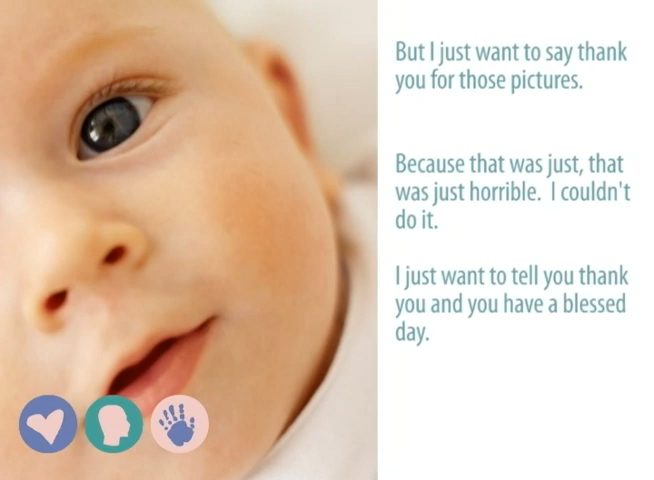 But I just want to say thank
you for those pictures.
Because that was just, that
was just horrible.  I couldn't
do it.
I just want to tell you thank
you and you have a blessed
day.